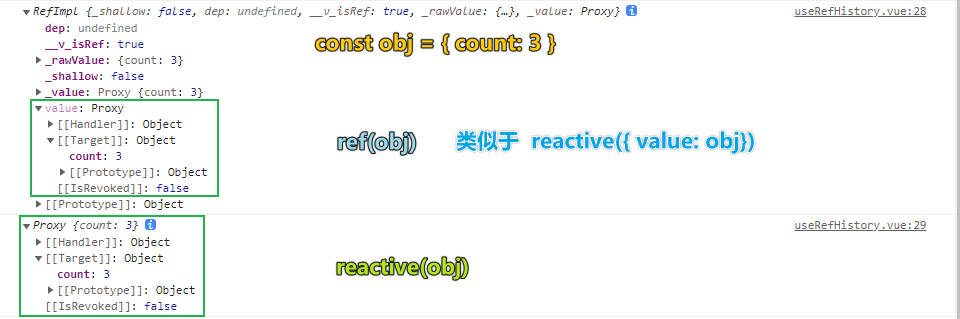 RefImpl {_shallow: false, dep: undefined, __v_isRef: true, _rawValue: {…}, _value: Proxy} i useRefHistory.vue:28
dep: undefined
__v_isRef: true
const obj = { count: 3 }
_rawValue: {count: 3}
_shallow: false
_value: Proxy {count: 3}
value: Proxy
[[Handler]]: Object
[[Target]]: Object
ref(obj) 类似于 reactive({ value: obj})
count: 3
[[Prototype]]: Object
[[IsRevoked]]: false
[[Prototype]]: Object
Proxy {count: 3} i useRefHistory.vue:29
[[Handler]]: Object
[[Target]]: Object
count: 3
reactive(obj)
[[Prototype]]: Object
[[IsRevoked]]: false